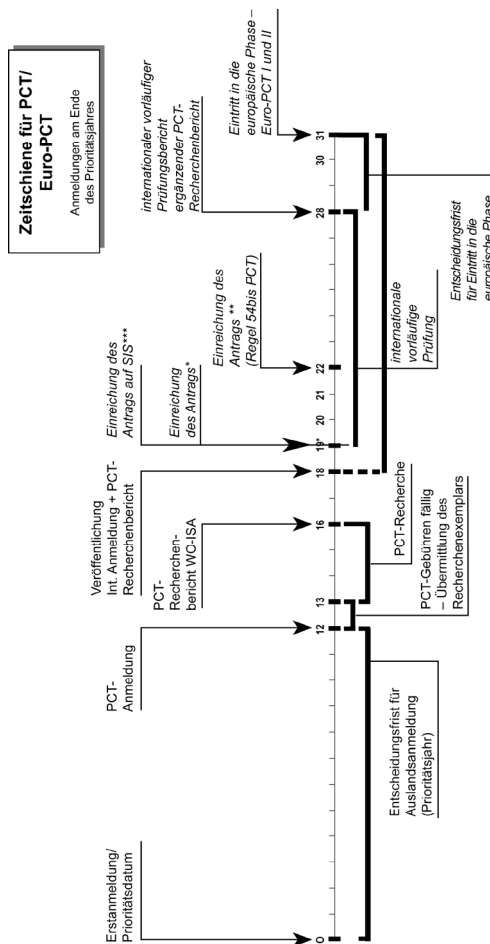 Zeitschiene für PCT/
Euro-PCT
Anmeldungen am Ende
des Prioritätsjahres
Erstanmeldung/
Prioritätsdatum
PCT-
Anmeldung
Veröffentlichung
Int. Anmeldung + PCT-
Recherchenbericht
PCT-
Recherchen-
bericht WO-ISA
Einreichung des
Antrags auf SIS***
Einreichung
des Antrags*
Einreichung des
Antrags **
(Regel 54bis PCT)
internationaler vorläufiger
Prüfungsbericht
ergänzender PCT-
Recherchenbericht
Eintritt in die
europäische Phase –
Euro-PCT I und II
0
12
13
16
18
19*
20
21
22
28
30
31
Entscheidungsfrist für
Auslandsanmeldung
(Prioritätsjahr)
PCT-Gebühren fällig
– Übermittlung des
Recherchenexemplars
PCT-Recherche
internationale
vorläufige
Prüfung
Entscheidungsfrist
für Eintritt in die
europäische Phase